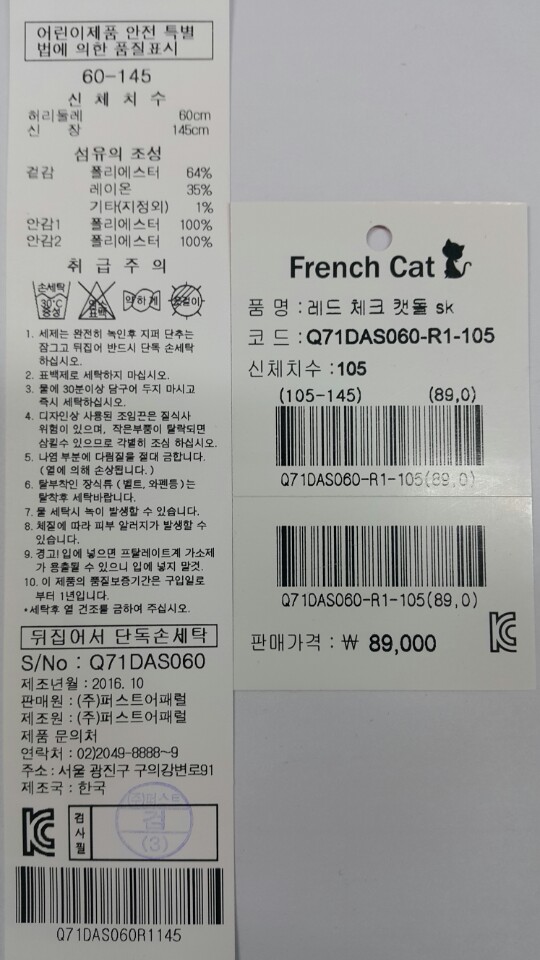 어린이제품 안전 특별
법에 의한 품질표시
60-145
신 체 치 수
허리둘레 60cm
신 장 145cm
섬유의 조성
겉감 폴리에스터 64%
레이온 35%
기타(지정외) 1%
안감1 폴리에스터 100%
안감2 폴리에스터 100%
취 급 주 의
손세탁
30℃
중성
염소
표백
약하게
옷걸이
1. 세제는 완전히 녹인후 지퍼 단추는
잠그고 뒤집어 반드시 단독 손세탁
하십시오.
2. 표백제로 세탁하지 마십시오.
3. 물에 30분이상 담구어 두지 마시고
즉시 세탁하십시오.
4. 디자인상 사용된 조임끈은 질식사
위험이 있으며, 작은부품이 탈락되면
삼킬수 있으므로 각별히 조심 하십시오.
5. 나염 부분에 다림질을 절대 금합니다.
(열에 의해 손상됩니다.)
6. 탈부착인 장식류 (벨트, 와펜등)는
탈착후 세탁바랍니다.
7. 물 세탁시 녹이 발생할 수 있습니다.
8. 체질에 따라 피부 알러지가 발생할 수
있습니다.
9. 경고! 입에 넣으면 프탈레이트계 가소제
가 용출될 수 있으니 입에 넣지 말것.
10. 이 제품의 품질보증기간은 구입일로
부터 1년입니다.
*세탁후 열 건조를 금하여 주십시오.
뒤집어서 단독손세탁
S/No : Q71DAS060
제조년월 : 2016. 10
판매원 : (주)퍼스트어패럴
제조원 : (주)퍼스트어패럴
제품 문의처
연락처 : 02)2049-8888~9
주소 : 서울 광진구 구의강변로91
제조국 : 한국
KC
검사필
(주)퍼스트
검
(3)
Q71DAS060R1145
French Cat
품 명 : 레드 체크 캣돌 sk
코 드 : Q71DAS060-R1-105
신체치수 : 105
(105-145) (89,0)
Q71DAS060-R1-105(89,0)
Q71DAS060-R1-105(89,0)
판매가격 : ₩ 89,000
KC